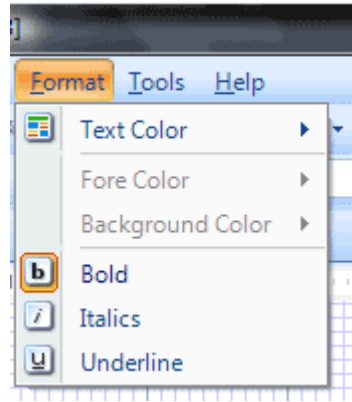 ]
Format Tools Help
Text Color
Fore Color
Background Color
b Bold
i Italics
u Underline